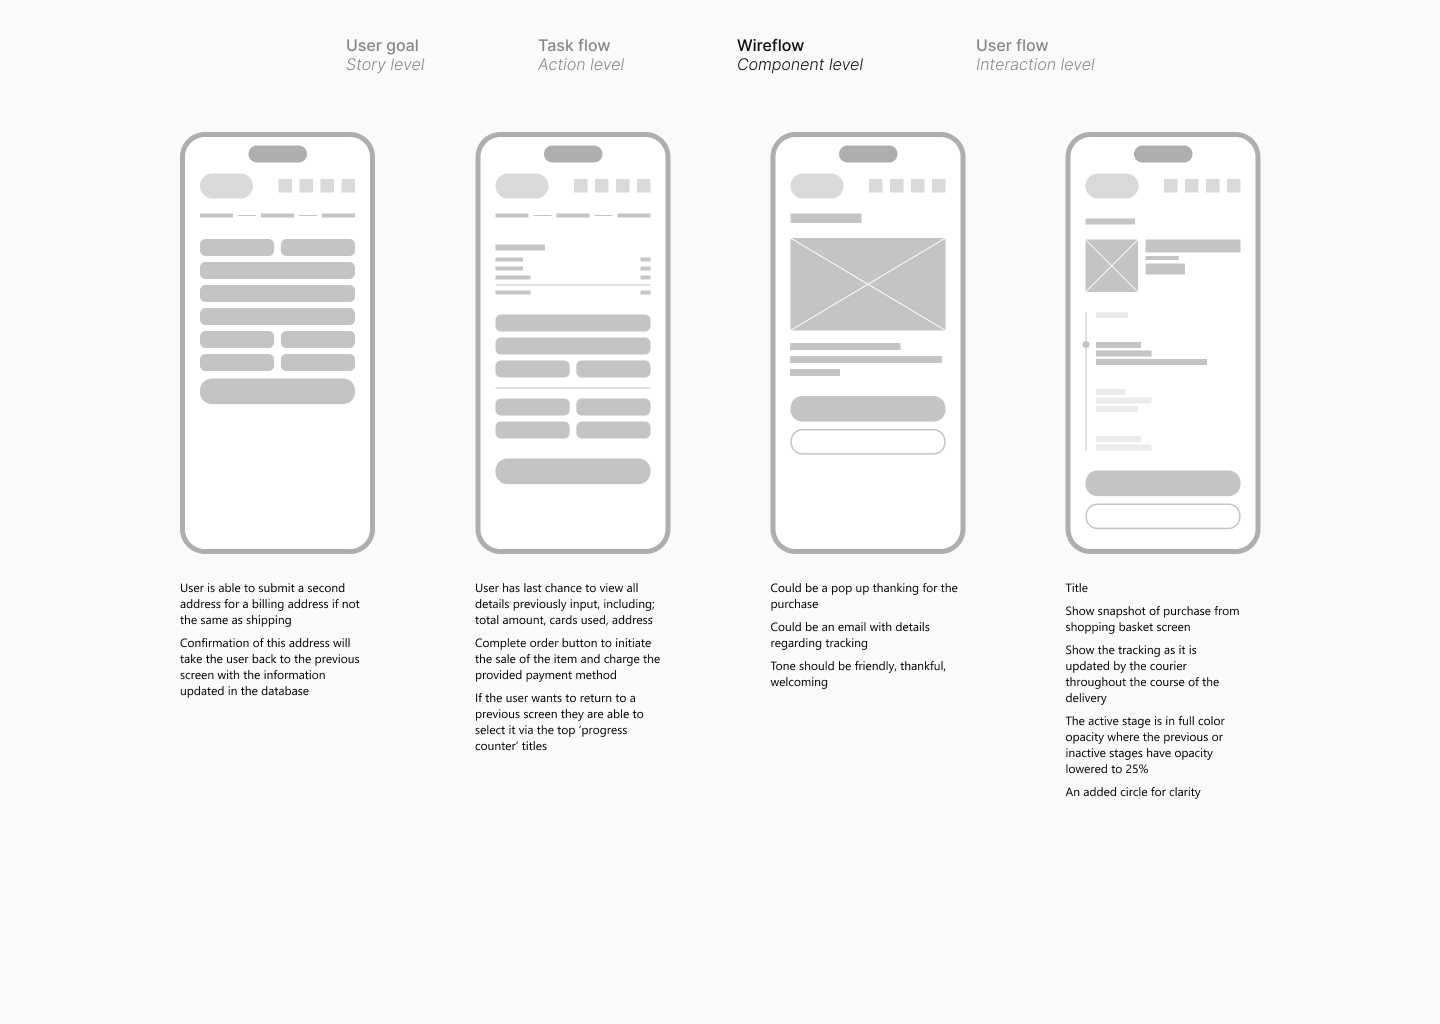 User goal
Story level
Task flow
Action level
Wireflow
Component level
User flow
Interaction level
User is able to submit a second
address for a billing address if not
the same as shipping
Confirmation of this address will
take the user back to the previous
screen with the information
updated in the database
User has last chance to view all
details previously input, including;
total amount, cards used, address
Complete order button to initiate
the sale of the item and charge the
provided payment method
If the user wants to return to a
previous screen they are able to
select it via the top ‘progress
counter’ titles
Could be a pop up thanking for the
purchase
Could be an email with details
regarding tracking
Tone should be friendly, thankful,
welcoming
Title
Show snapshot of purchase from
shopping basket screen
Show the tracking as it is
updated by the courier
throughout the course of the
delivery
The active stage is in full color
opacity where the previous or
inactive stages have opacity
lowered to 25%
An added circle for clarity